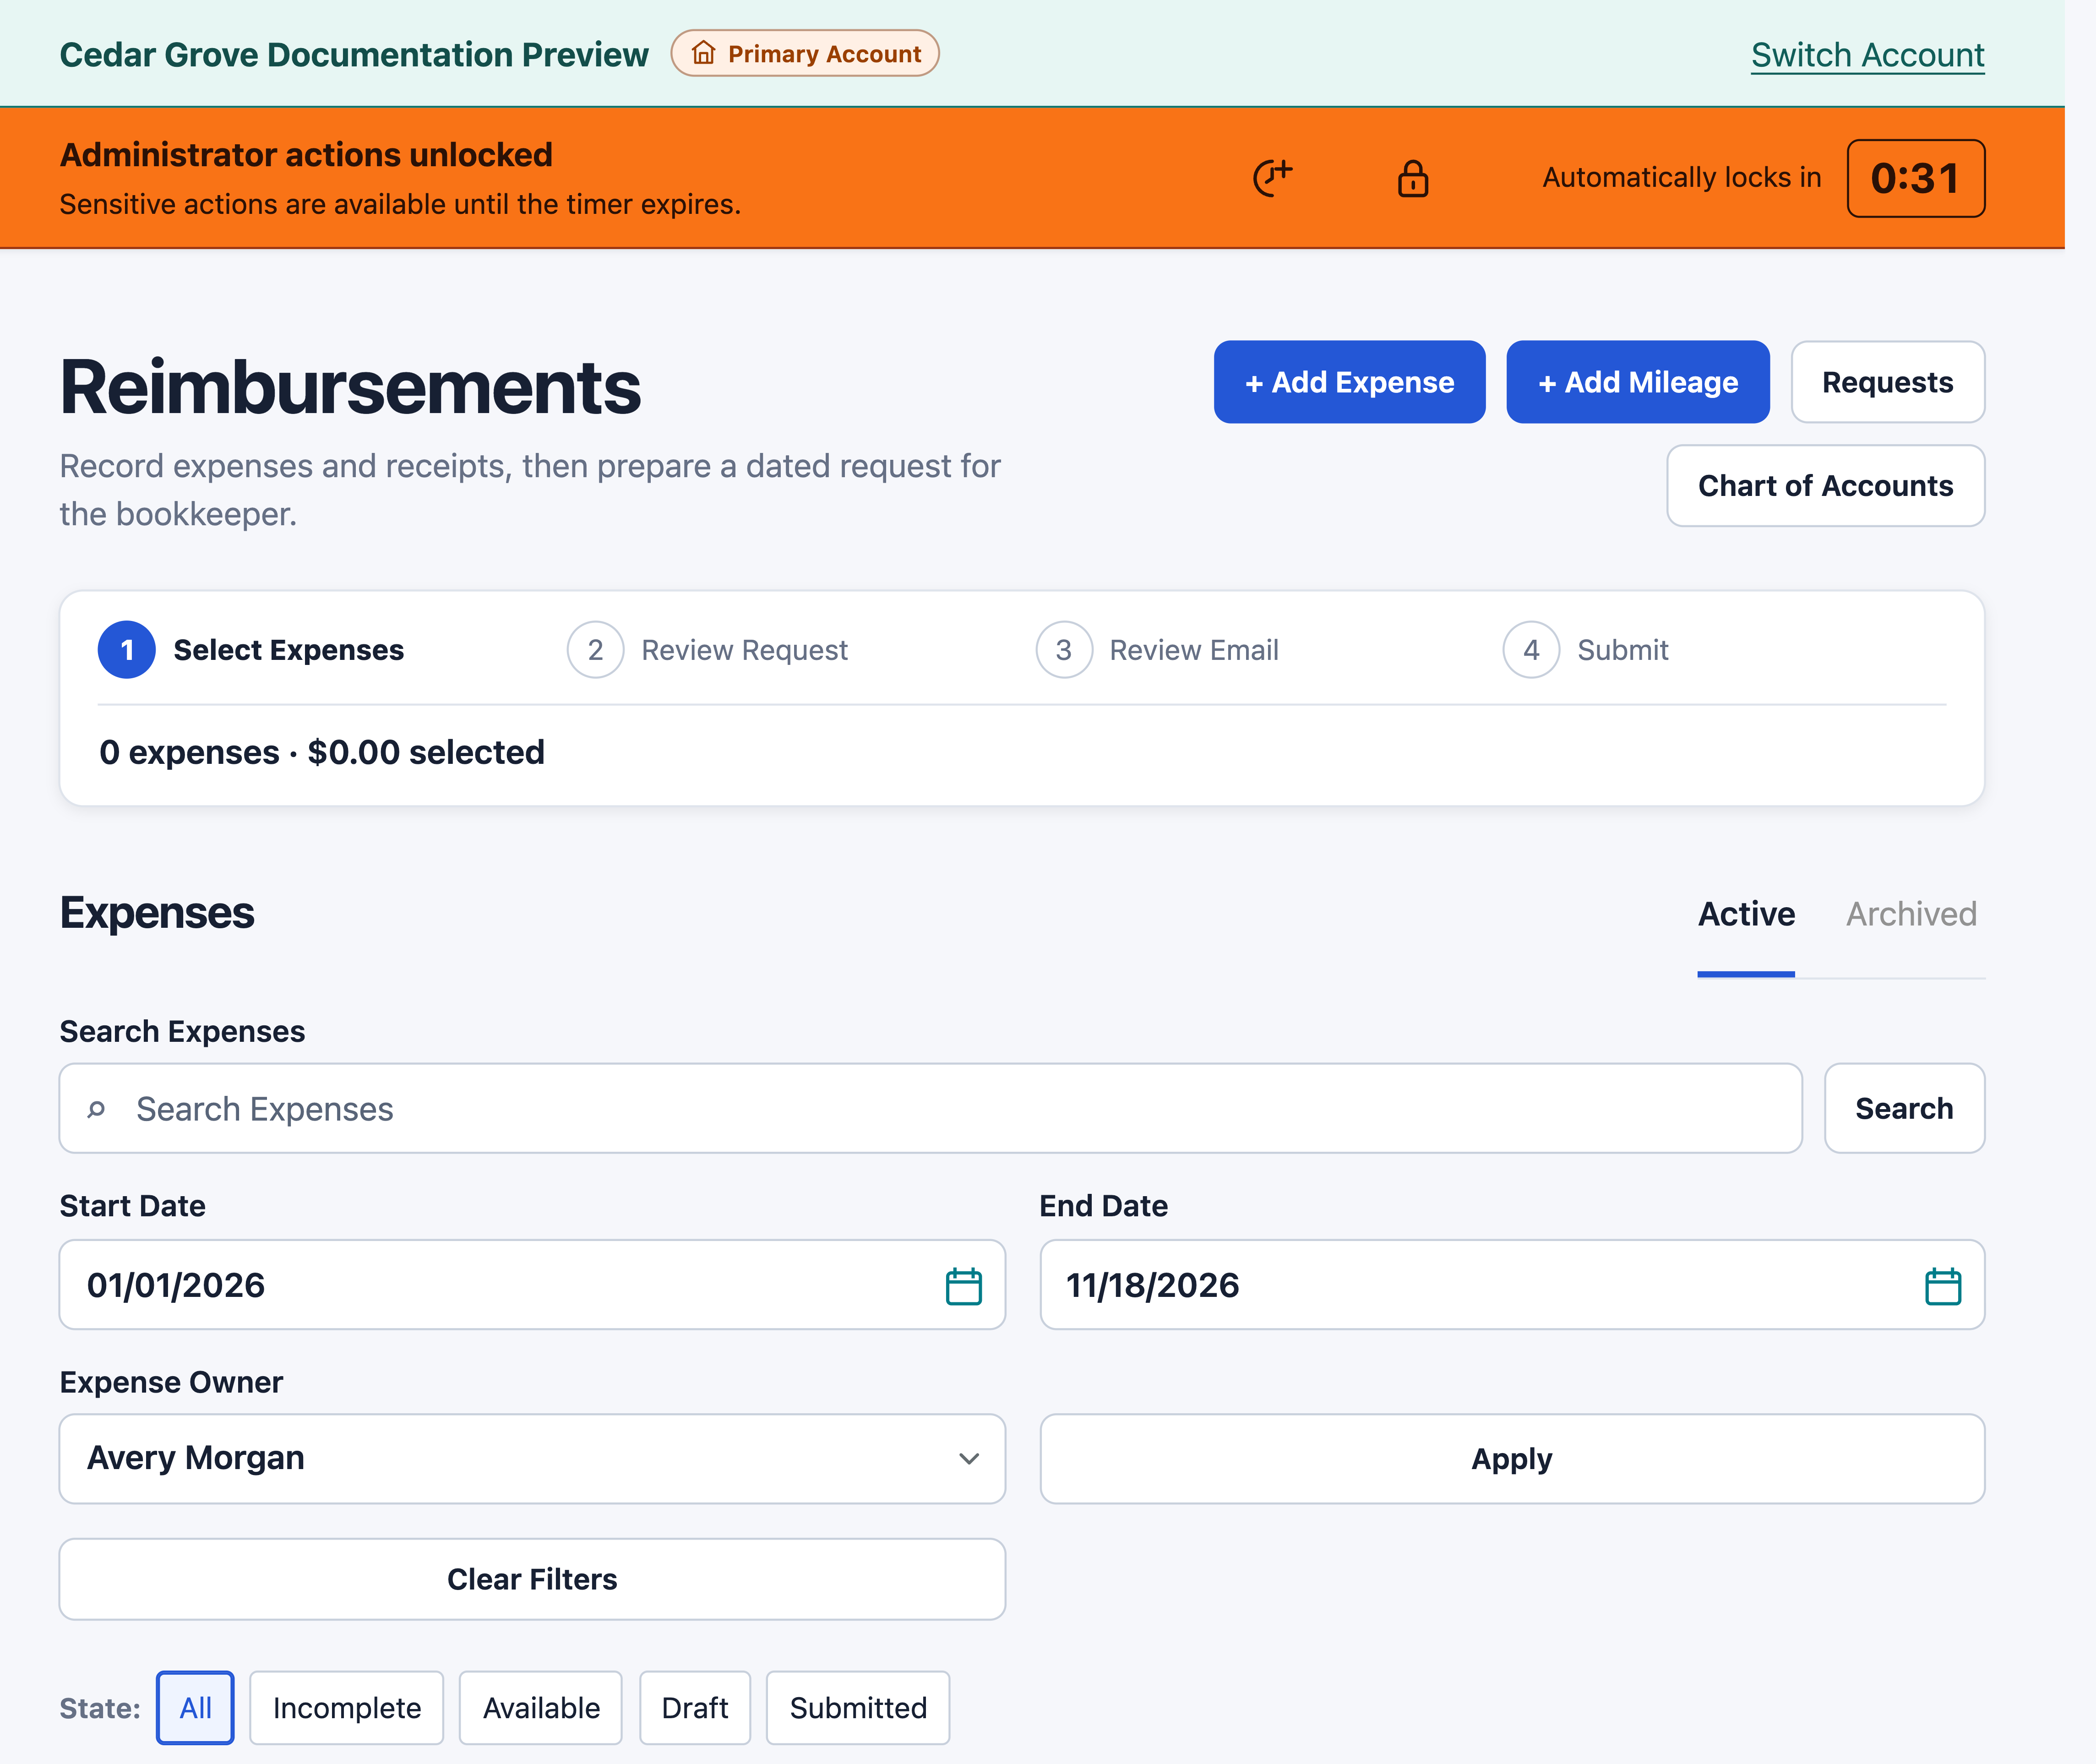 Cedar Grove Documentation Preview
Primary Account
Switch Account
Administrator actions unlocked
Sensitive actions are available until the timer expires.
Automatically locks in
0:31
Reimbursements
Record expenses and receipts, then prepare a dated request for
the bookkeeper.
+ Add Expense
+ Add Mileage
Requests
Chart of Accounts
1 Select Expenses
2 Review Request
3 Review Email
4 Submit
0 expenses · $0.00 selected
Expenses
Active
Archived
Search Expenses
Search Expenses
Search
Start Date
End Date
01/01/2026
11/18/2026
Expense Owner
Avery Morgan
Apply
Clear Filters
State:
All
Incomplete
Available
Draft
Submitted